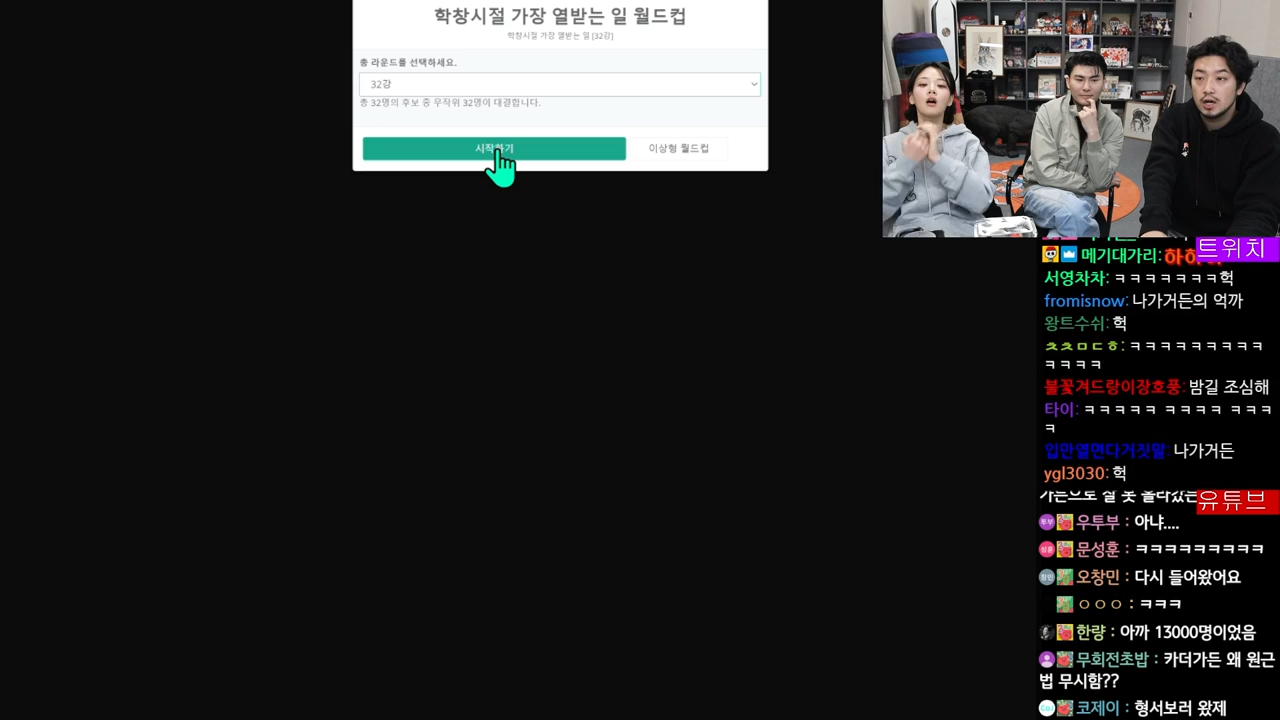 학창시절 가장 열받는 일 월드컵
학창시절 가장 열받는 일 [32강]
총 라운드를 선택하세요.
32강
총 32명의 후보 중 무작위 32명이 대결합니다.
시작하기
이상형 월드컵
트위치
메기대가리:
서영차차: ㅋㅋㅋㅋㅋㅋㅋ헉
fromisnow: 나가거든의 억까
왕트수쉬: 헉
ㅊㅊㅁㄷㅎ: ㅋㅋㅋㅋㅋㅋㅋㅋㅋ
ㅋㅋㅋㅋ
불꽃겨드랑이장호풍: 밤길 조심해
타이: ㅋㅋㅋㅋㅋ ㅋㅋㅋㅋ ㅋㅋㅋ
ㅋ
입만열면다거짓말: 나가거든
ygl3030: 헉
유튜브
우투부 : 아냐....
문성훈 : ㅋㅋㅋㅋㅋㅋㅋㅋㅋ
오창민 : 다시 들어왔어요
ㅇㅇㅇ : ㅋㅋㅋ
한량 : 아까 13000명이었음
무회전초밥 : 카더가든 왜 원근
법 무시함??
코제이 : 형서보러 왔제